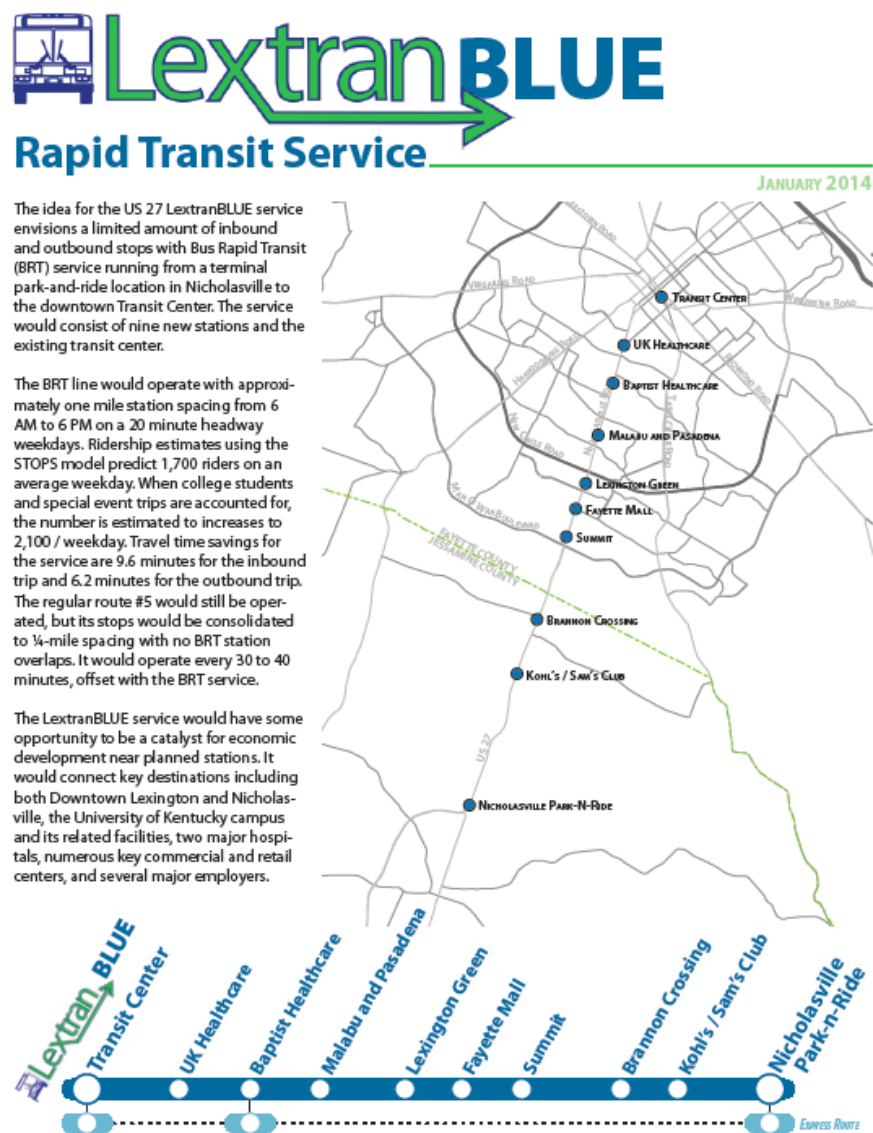 Lextran BLUE
Rapid Transit Service
JANUARY 2014
The idea for the US 27 LextranBLUE service
envisions a limited amount of inbound
and outbound stops with Bus Rapid Transit
(BRT) service running from a terminal
park-and-ride location in Nicholasville to
the downtown Transit Center. The service
would consist of nine new stations and the
existing transit center.
The BRT line would operate with approxi-
mately one mile station spacing from 6
AM to 6 PM on a 20 minute headway
weekdays. Ridership estimates using the
STOPS model predict 1,700 riders on an
average weekday. When college students
and special event trips are accounted for,
the number is estimated to increases to
2,100 / weekday. Travel time savings for
the service are 9.6 minutes for the inbound
trip and 6.2 minutes for the outbound trip.
The regular route #5 would still be oper-
ated, but its stops would be consolidated
to ¼-mile spacing with no BRT station
overlaps. It would operate every 30 to 40
minutes, offset with the BRT service.
The LextranBLUE service would have some
opportunity to be a catalyst for economic
development near planned stations. It
would connect key destinations including
both Downtown Lexington and Nicholas-
ville, the University of Kentucky campus
and its related facilities, two major hospi-
tals, numerous key commercial and retail
centers, and several major employers.
VERSAILLES ROAD
TRANSIT CENTER
WINCHESTER ROAD
UK HEALTHCARE
HARRODSBURG ROAD
RICHMOND ROAD
BAPTIST HEALTHCARE
TATES CREEK ROAD
MALABU AND PASADENA
NEW CIRCLE ROAD
LEXINGTON GREEN
MAN O WAR BOULEVARD
FAYETTE MALL
SUMMIT
FAYETTE COUNTY
JESSAMINE COUNTY
BRANNON CROSSING
KOHL'S / SAM'S CLUB
US 27
NICHOLASVILLE PARK-N-RIDE
Lextran BLUE
Transit Center
UK Healthcare
Baptist Healthcare
Malabu and Pasadena
Lexington Green
Fayette Mall
Summit
Brannon Crossing
Kohl's / Sam's Club
Nicholasville
Park-n-Ride
EXPRESS ROUTE